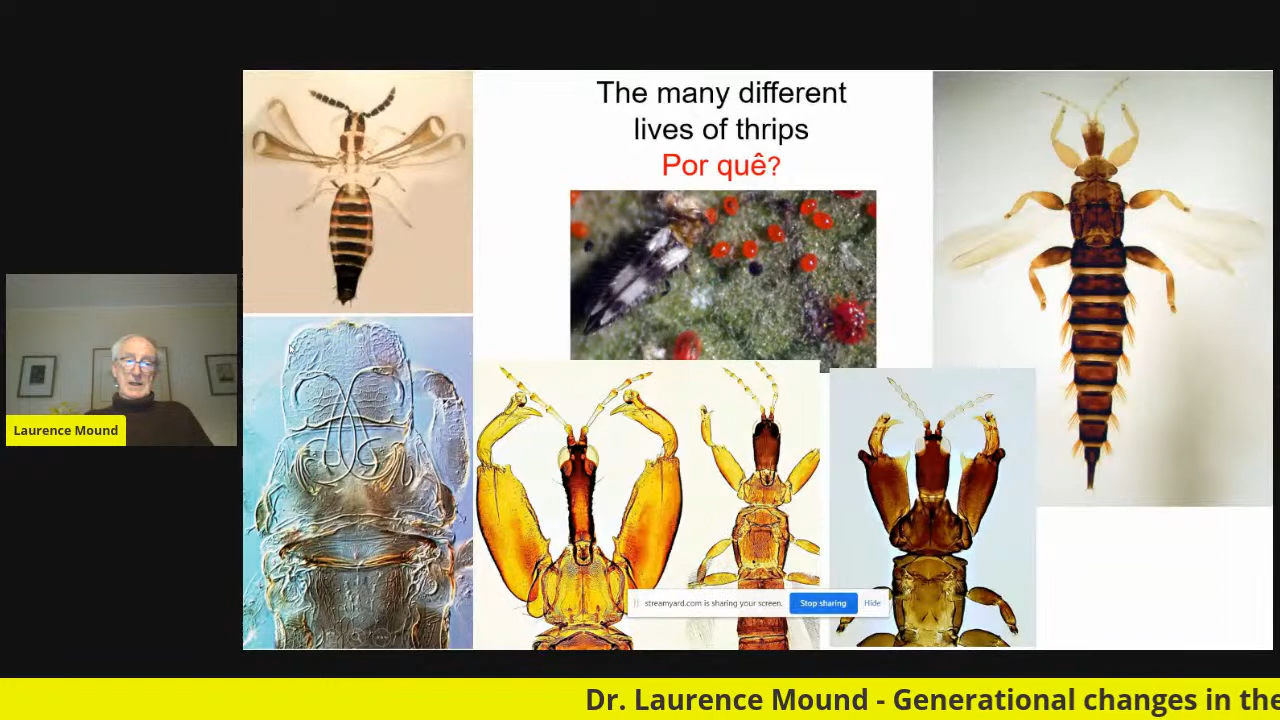 The many different
lives of thrips
Por quê?
Laurence Mound
streamyard.com is sharing your screen.
Stop sharing
Hide
Dr. Laurence Mound - Generational changes in the